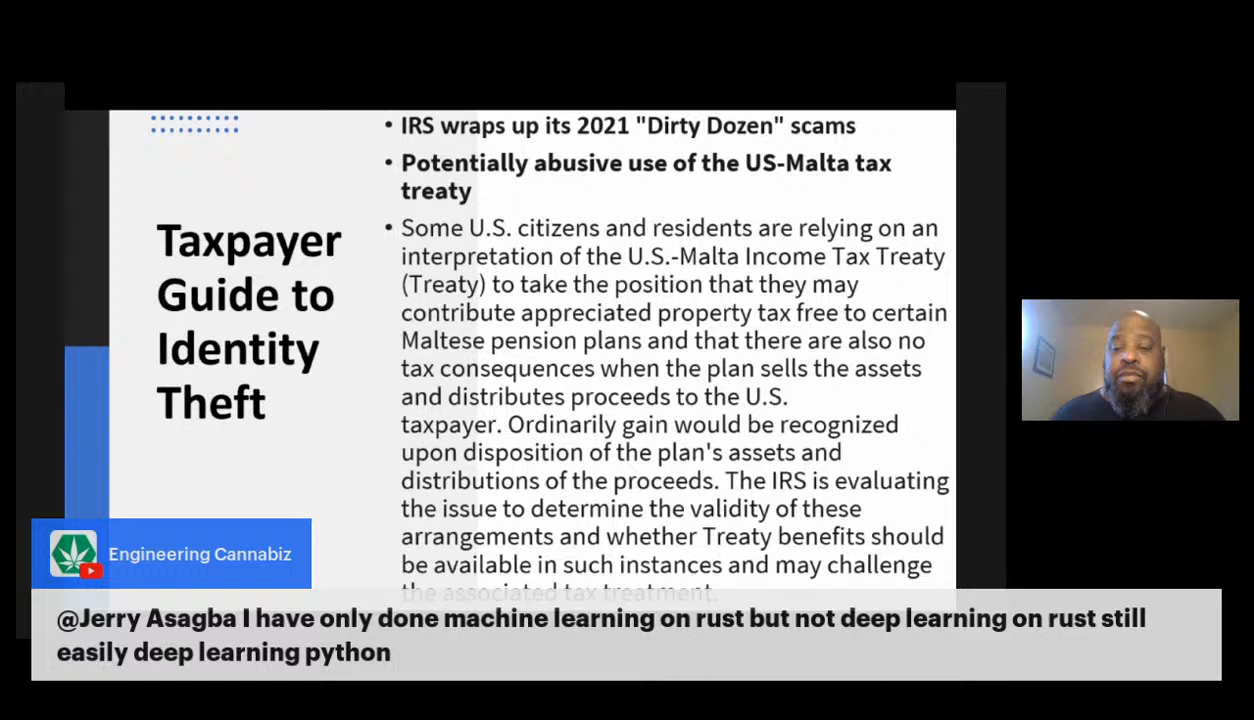 Taxpayer
Guide to
Identity
Theft
• IRS wraps up its 2021 "Dirty Dozen" scams
• Potentially abusive use of the US-Malta tax
treaty
• Some U.S. citizens and residents are relying on an
interpretation of the U.S.-Malta Income Tax Treaty
(Treaty) to take the position that they may
contribute appreciated property tax free to certain
Maltese pension plans and that there are also no
tax consequences when the plan sells the assets
and distributes proceeds to the U.S.
taxpayer. Ordinarily gain would be recognized
upon disposition of the plan's assets and
distributions of the proceeds. The IRS is evaluating
the issue to determine the validity of these
arrangements and whether Treaty benefits should
be available in such instances and may challenge
the associated tax treatment.
Engineering Cannabiz
@Jerry Asagba I have only done machine learning on rust but not deep learning on rust still
easily deep learning python